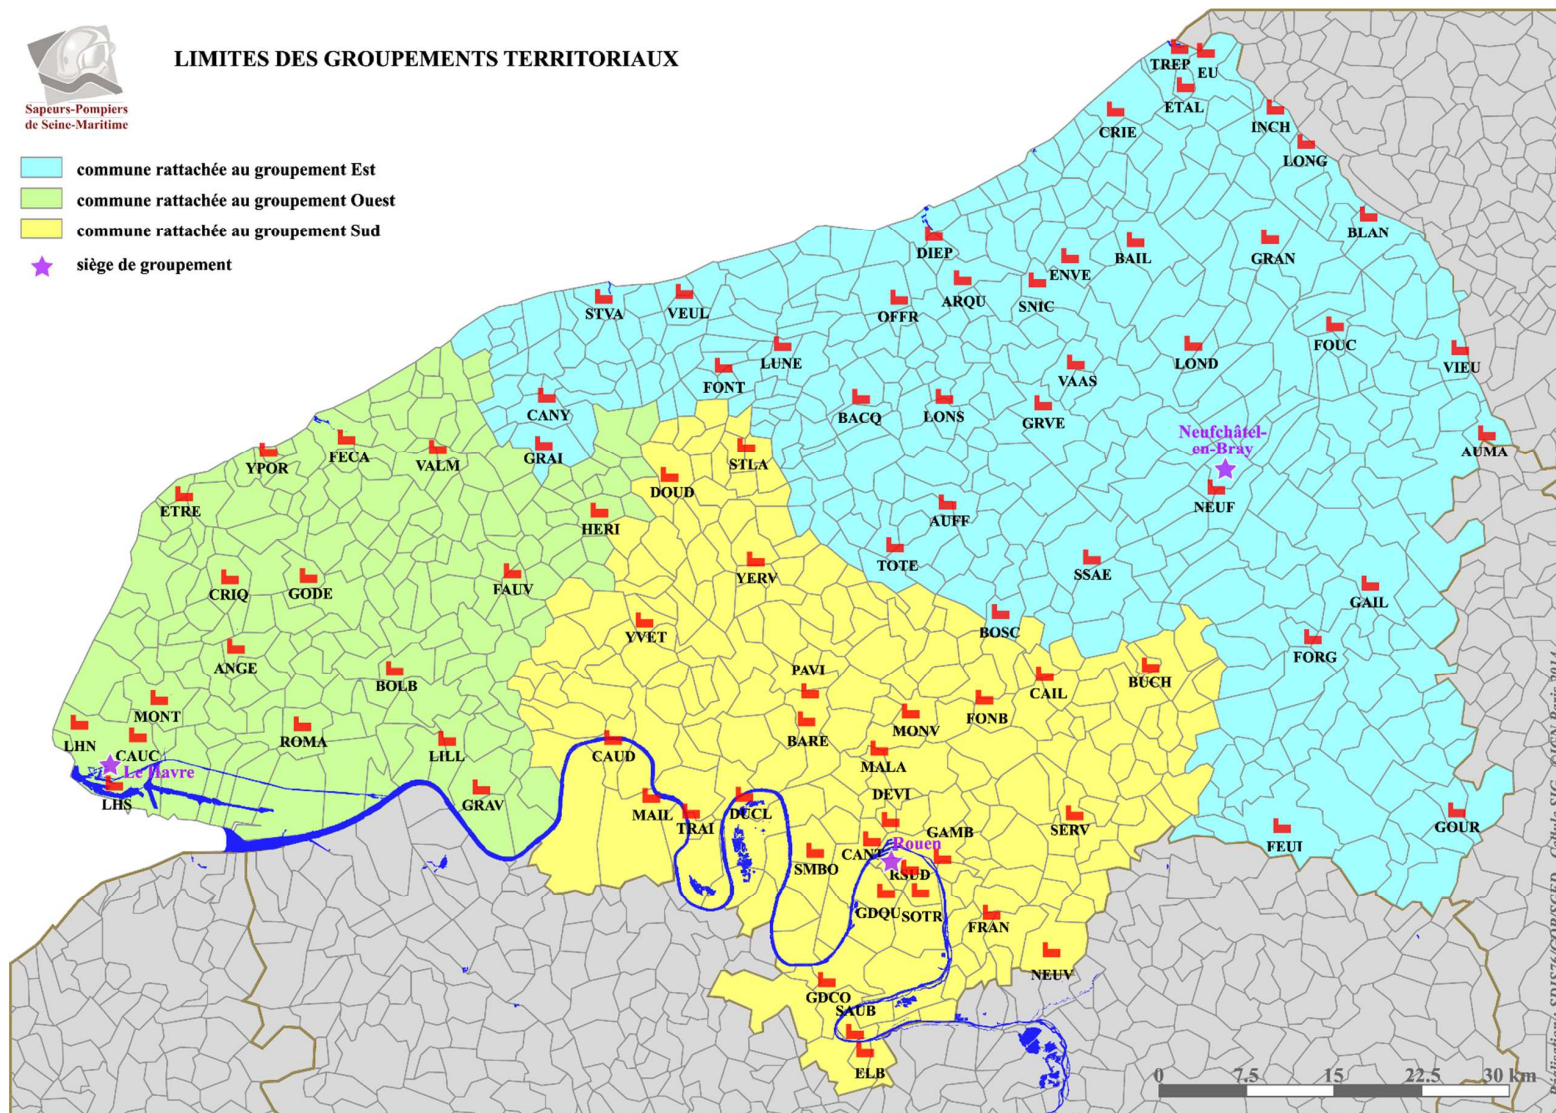 LIMITES DES GROUPEMENTS TERRITORIAUX
Sapeurs-Pompiers
de Seine-Maritime
commune rattachée au groupement Est
commune rattachée au groupement Ouest
commune rattachée au groupement Sud
siège de groupement
TREP
EU
ETAL
CRIE
INCH
LONG
BLAN
DIEP
BAIL
GRAN
ENVE
ARQU
SNIC
STVA
VEUL
OFFR
LUNE
FONT
VAAS
LOND
FOUC
VIEU
CANY
BACQ
LONS
GRVE
Neufchâtel-
en-Bray
AUMA
YPOR
FECA
VALM
GRAI
STLA
DOUD
ETRE
NEUF
HERI
AUFF
TOTE
SSAE
YERV
CRIQ
GODE
FAUV
GAIL
YVET
BOSC
FORG
ANGE
BOLB
PAVI
CAIL
BUCH
MONT
FONB
MONV
LHN
CAUC
ROMA
LILL
CAUD
BARE
MALA
Le Havre
LHS
GRAV
MAIL
TRAI
DUCL
DEVI
GAMB
SERV
GOUR
FEUI
CANT
Rouen
SMBO
RSUD
GDQU
SOTR
FRAN
NEUV
GDCO
SAUB
ELB
0
7.5
15
22.5
30 km